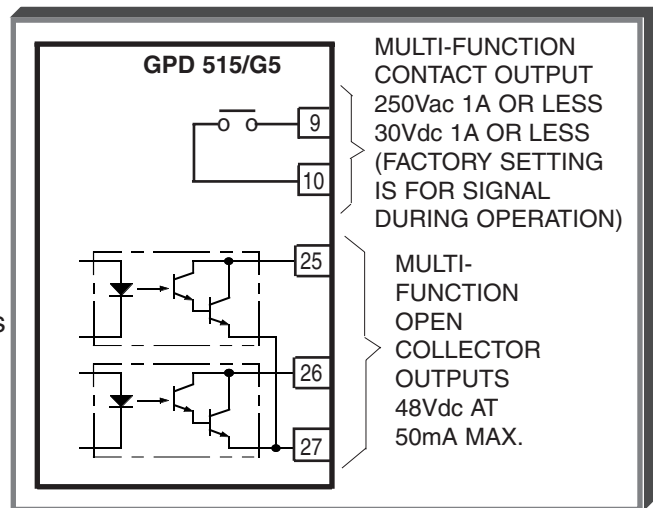 GPD 515/G5
9
10
25
26
27
MULTI-FUNCTION
CONTACT OUTPUT
250Vac 1A OR LESS
30Vdc 1A OR LESS
(FACTORY SETTING
IS FOR SIGNAL
DURING OPERATION)
MULTI-
FUNCTION
OPEN
COLLECTOR
OUTPUTS
48Vdc AT
50mA MAX.
s